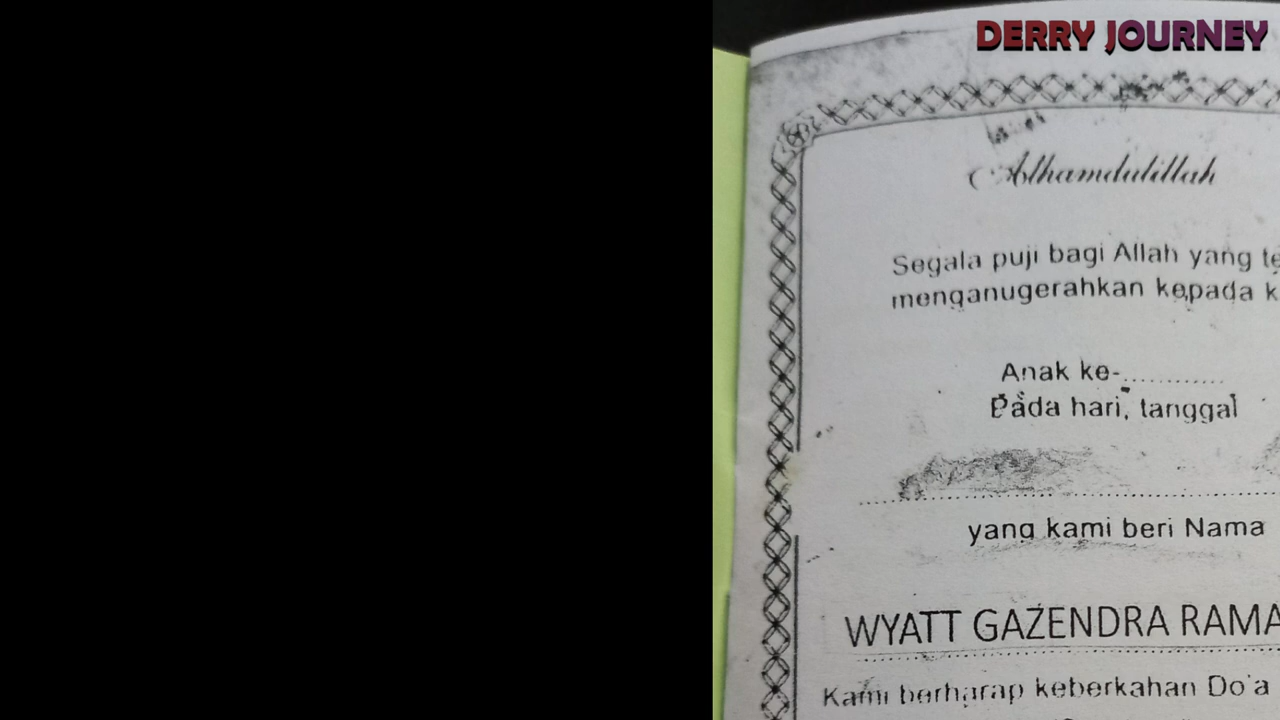 DERRY JOURNEY
Alhamdulillah
Segala puji bagi Allah yang
menganugerahkan kepada
Anak ke-............
Pada hari, tanggal
yang kami beri Nama
WYATT GAZENDRA RAMA
Kami berharap keberkahan Do'a